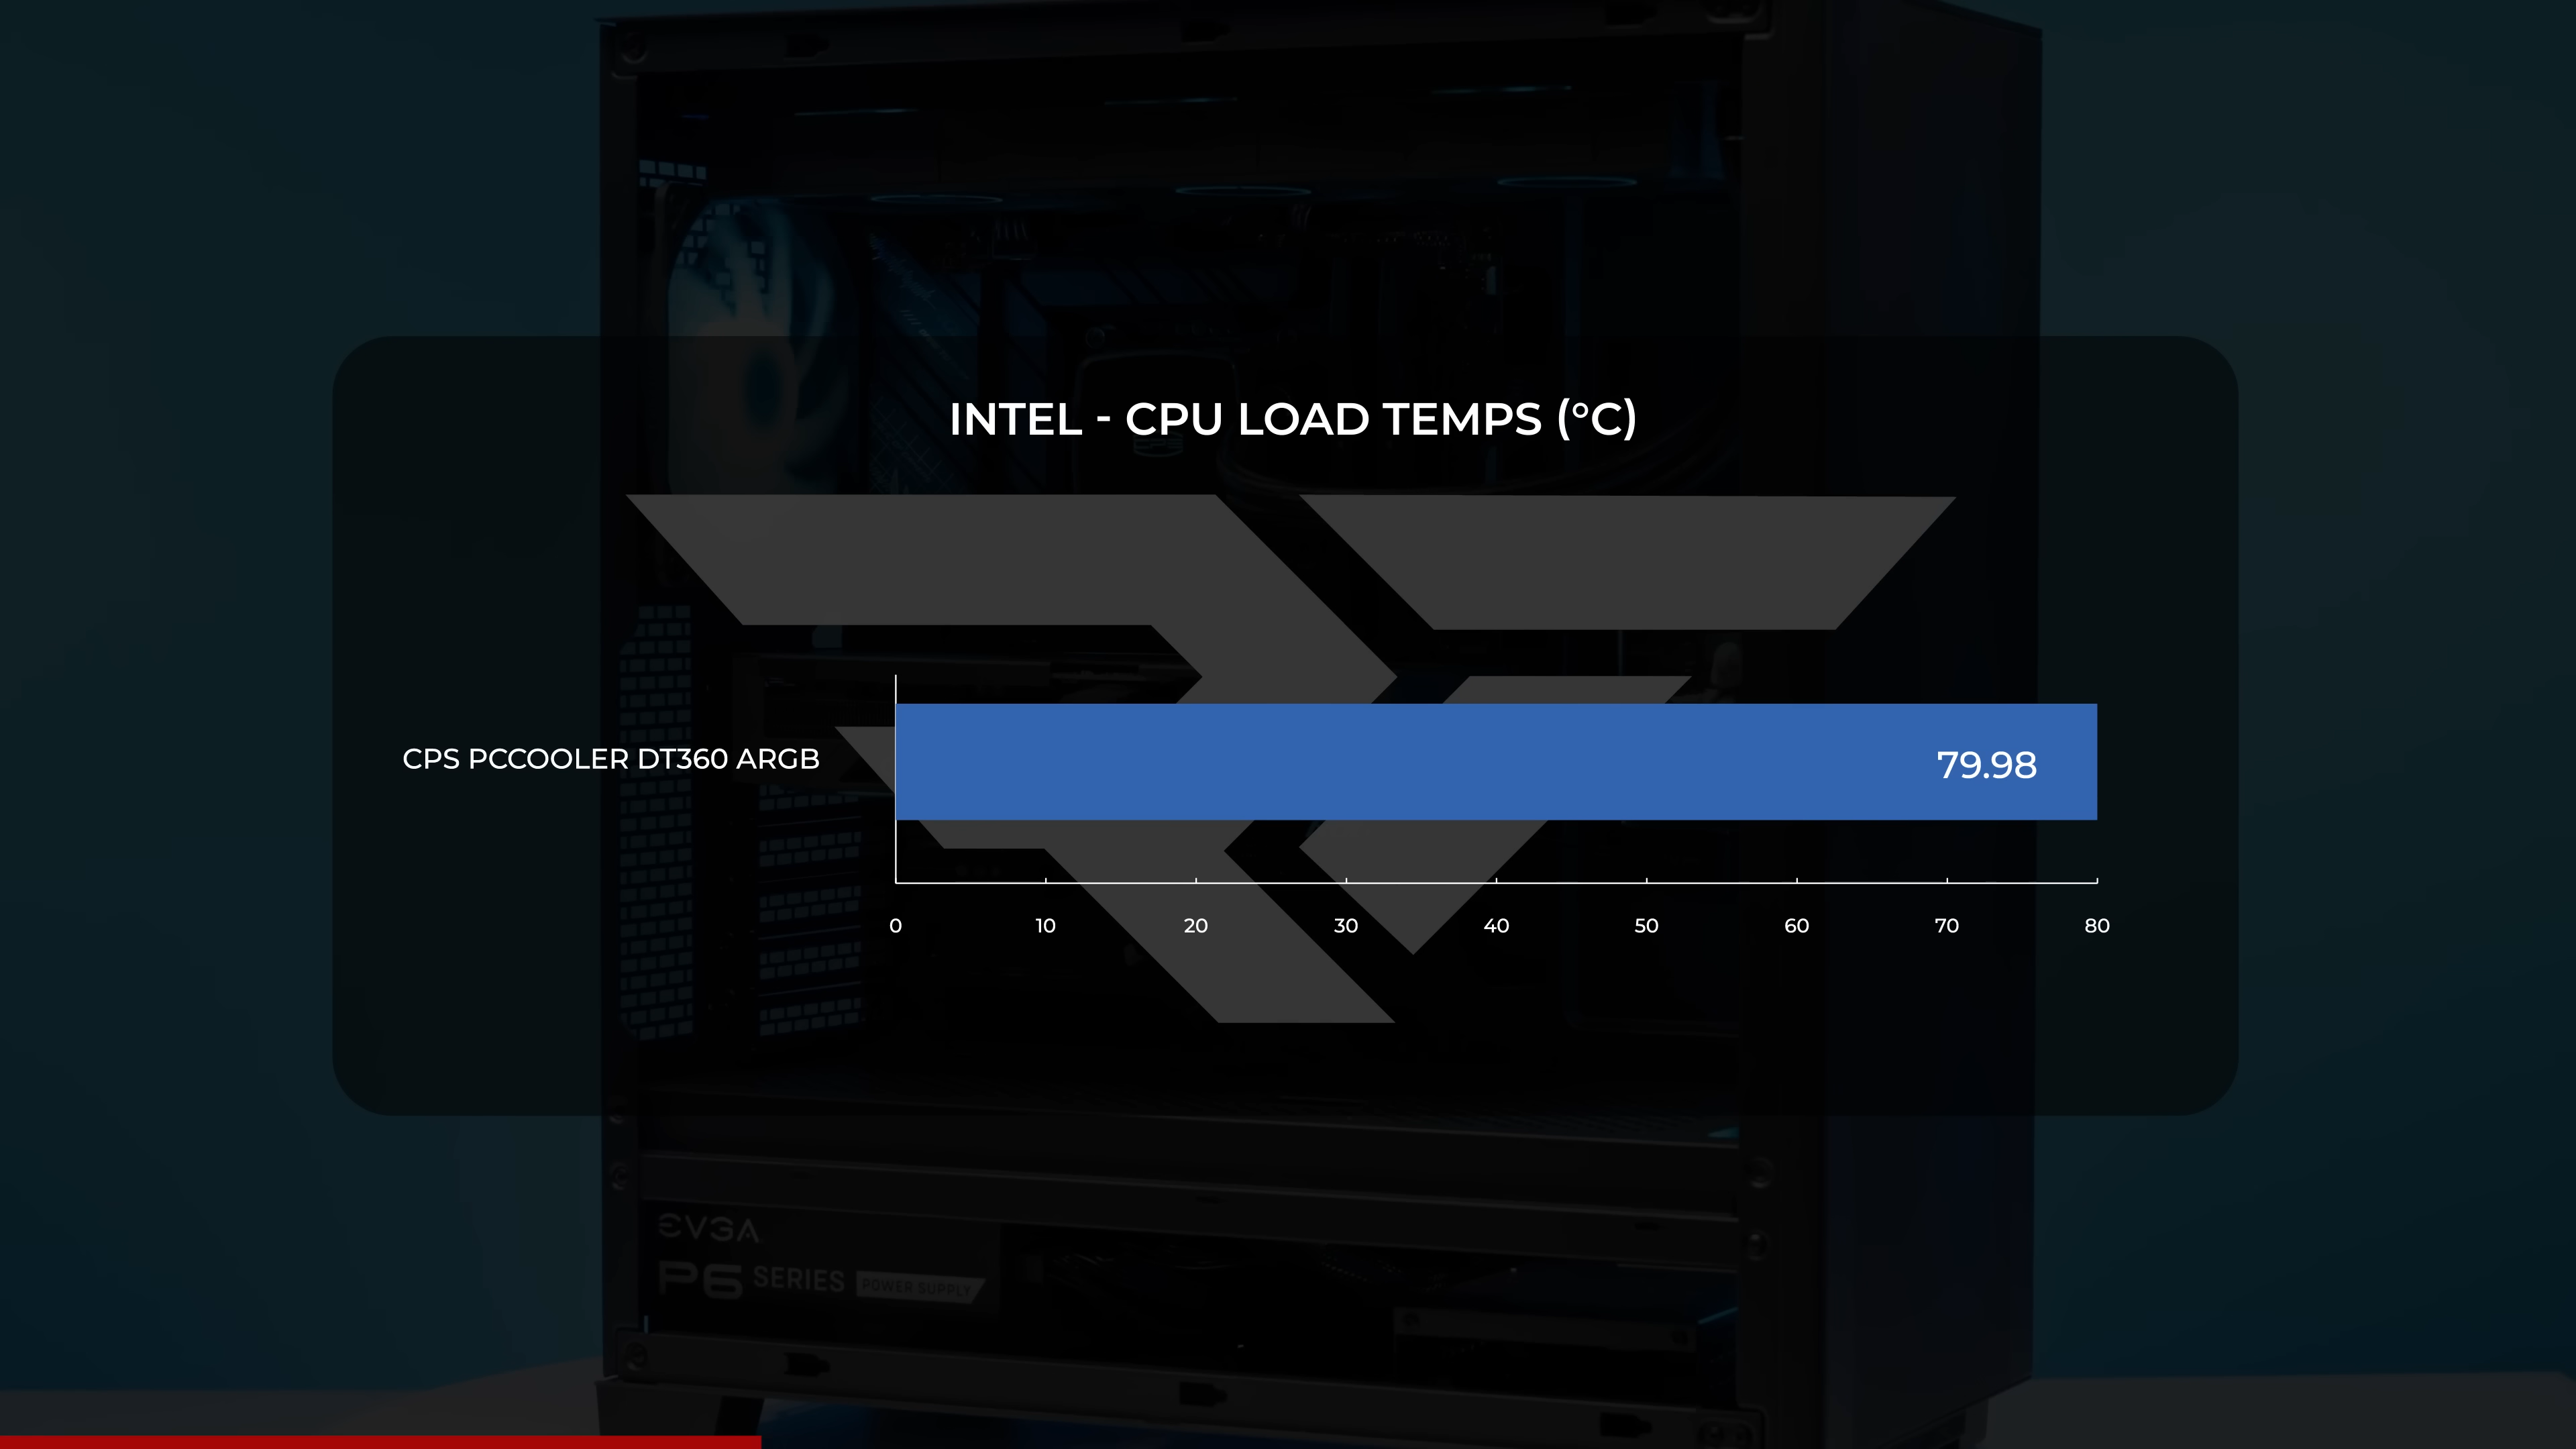 INTEL - CPU LOAD TEMPS (°C)
CPS PCCOOLER DT360 ARGB
79.98
0 10 20 30 40 50 60 70 80
EVGA
P6 SERIES POWER SUPPLY